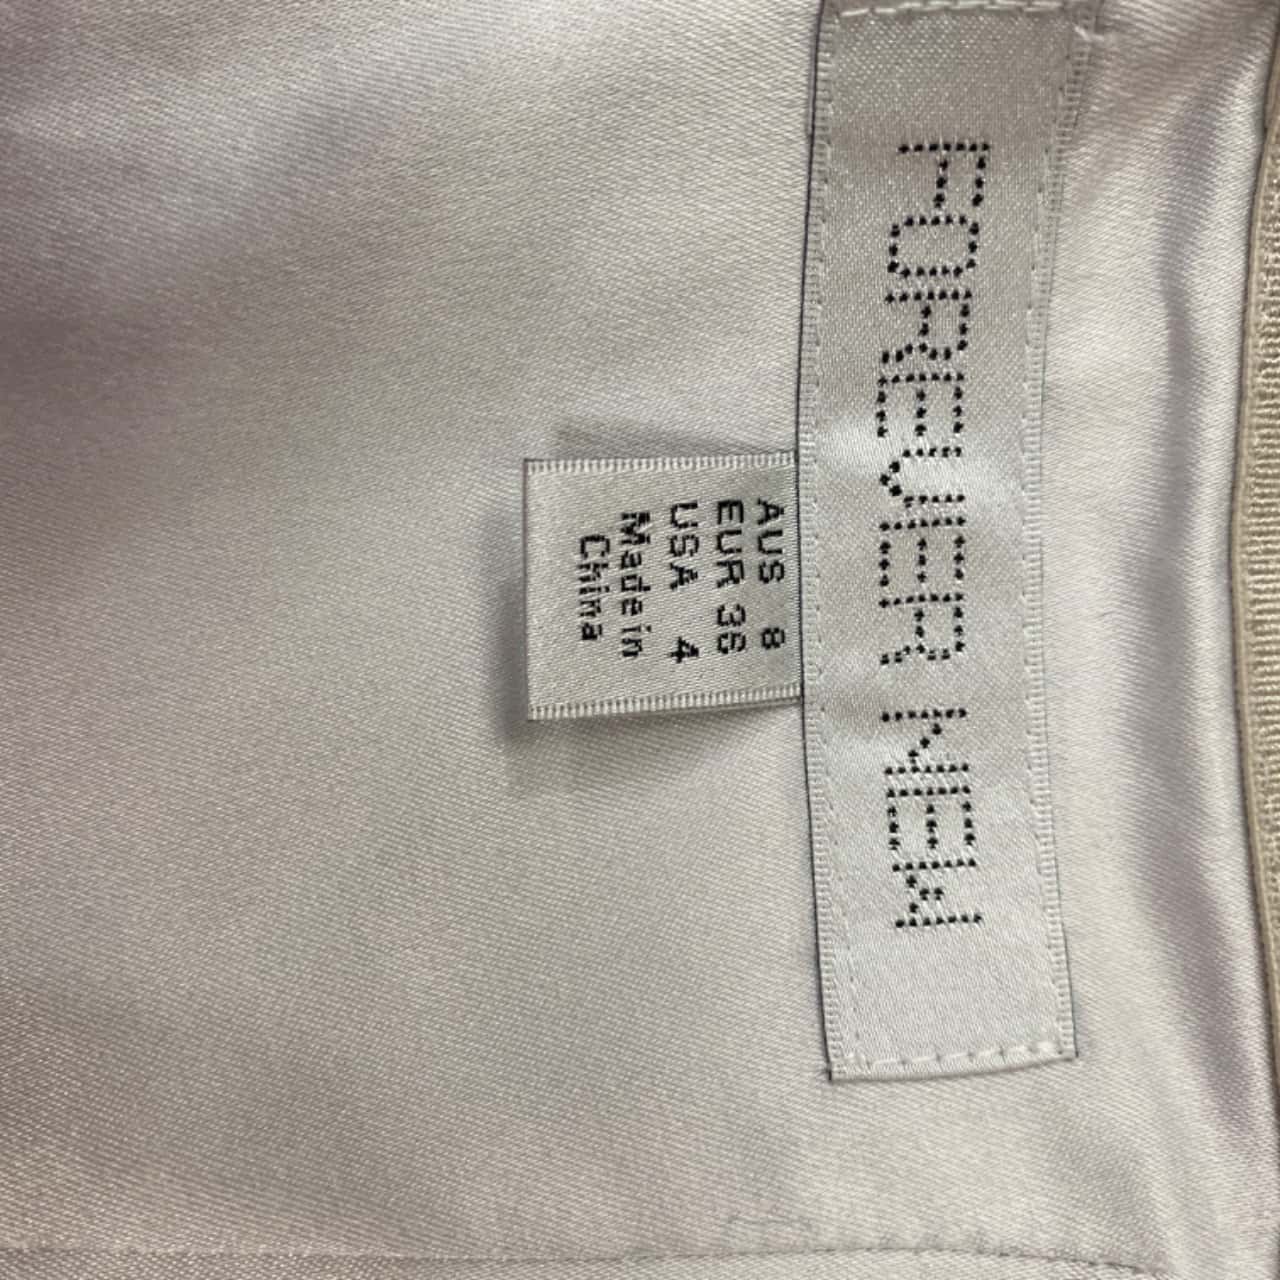 FOREVER NEW
AUS 8
EUR 36
USA 4
Made in
China